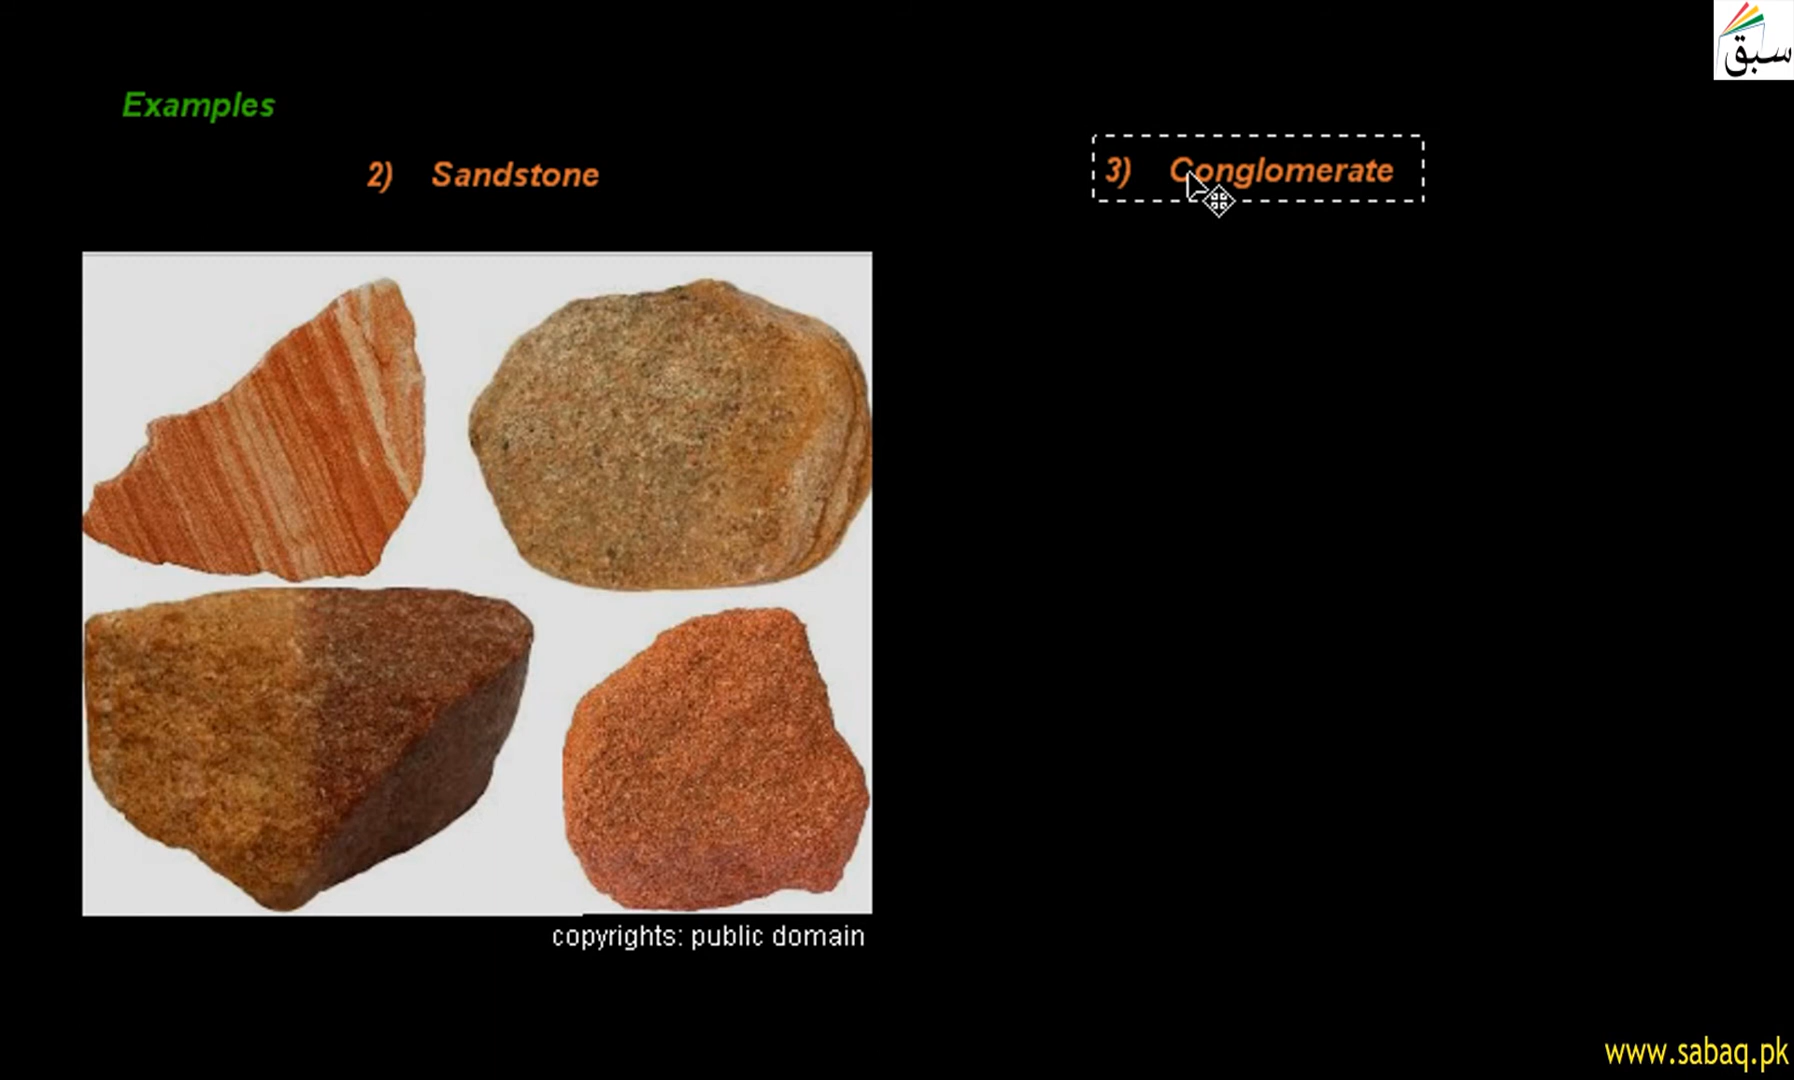 سبق
Examples
2) Sandstone
3) Conglomerate
copyrights: public domain
www.sabaq.pk